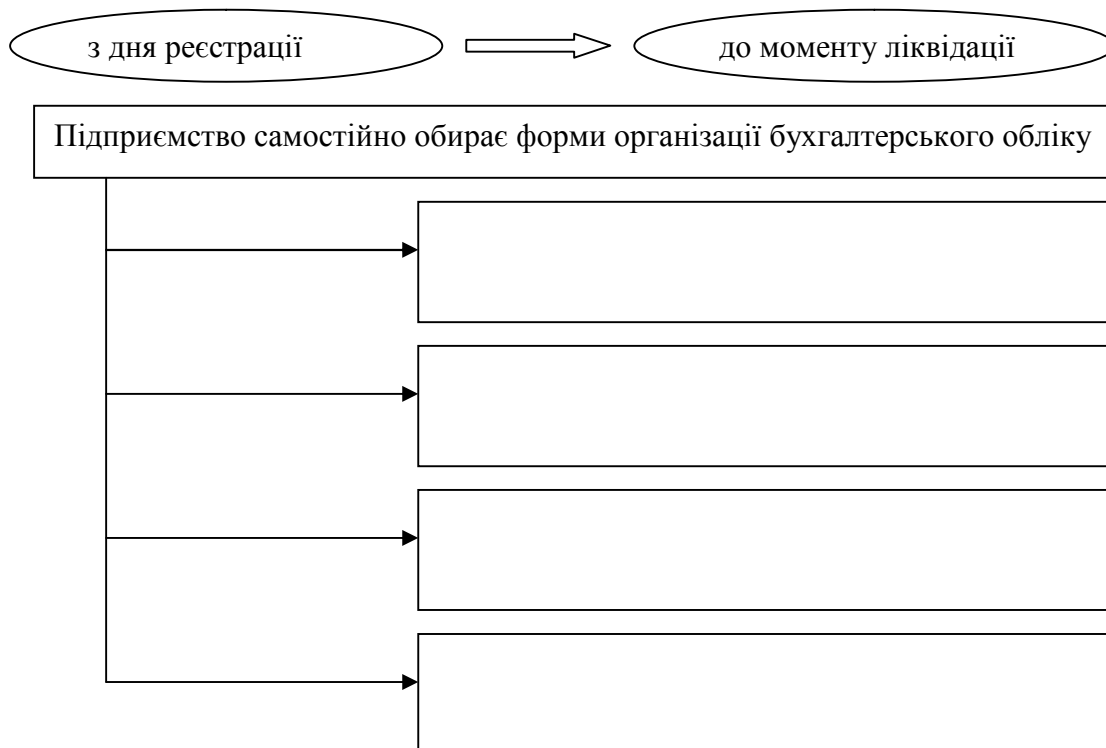 з дня реєстрації
до моменту ліквідації
Підприємство самостійно обирає форми організації бухгалтерського обліку